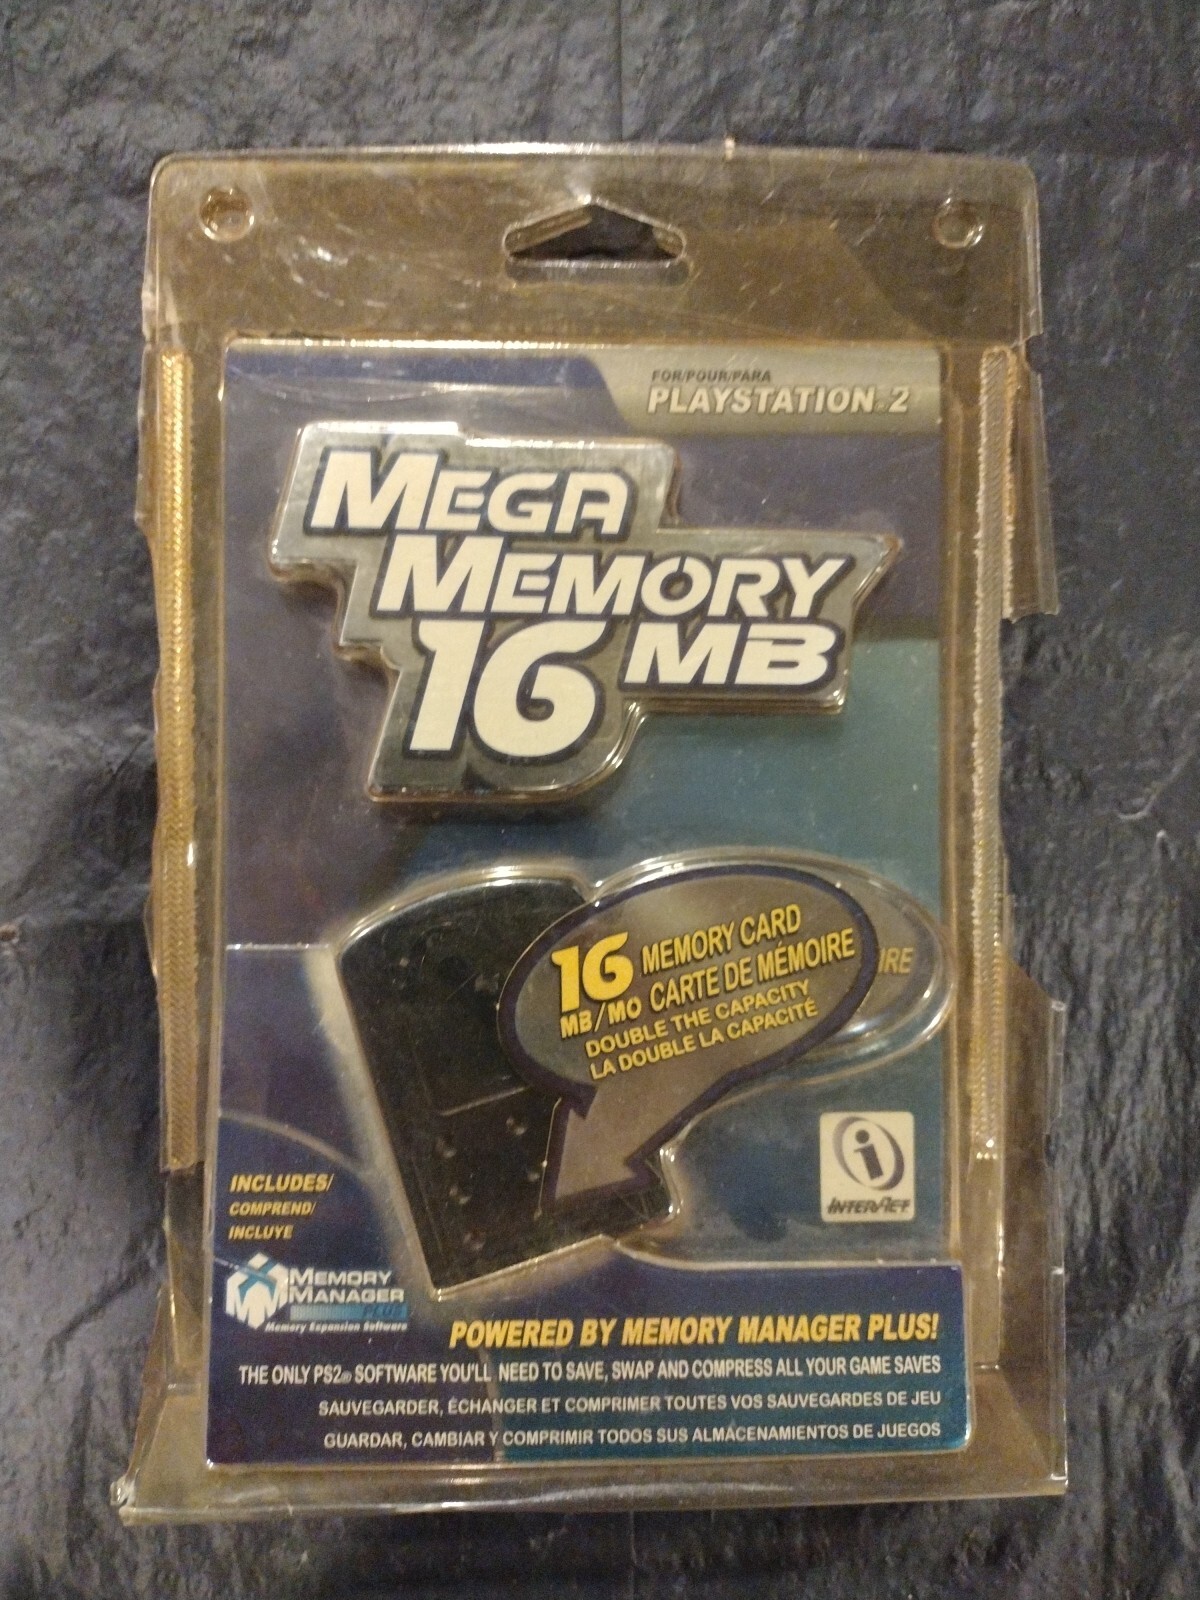 FOR/POUR/PARA
PLAYSTATION 2
MEGA
MEMORY
16 MB
16 MEMORY CARD
MB/MO CARTE DE MÉMOIRE
DOUBLE THE CAPACITY
LA DOUBLE LA CAPACITÉ
IRE
i
INTERACT
INCLUDES/
COMPREND/
INCLUYE
MM
MEMORY
MANAGER
PLUS
Memory Expansion Software
POWERED BY MEMORY MANAGER PLUS!
THE ONLY PS2® SOFTWARE YOU'LL NEED TO SAVE, SWAP AND COMPRESS ALL YOUR GAME SAVES
SAUVEGARDER, ÉCHANGER ET COMPRIMER TOUTES VOS SAUVEGARDES DE JEU
GUARDAR, CAMBIAR Y COMPRIMIR TODOS SUS ALMACENAMIENTOS DE JUEGOS